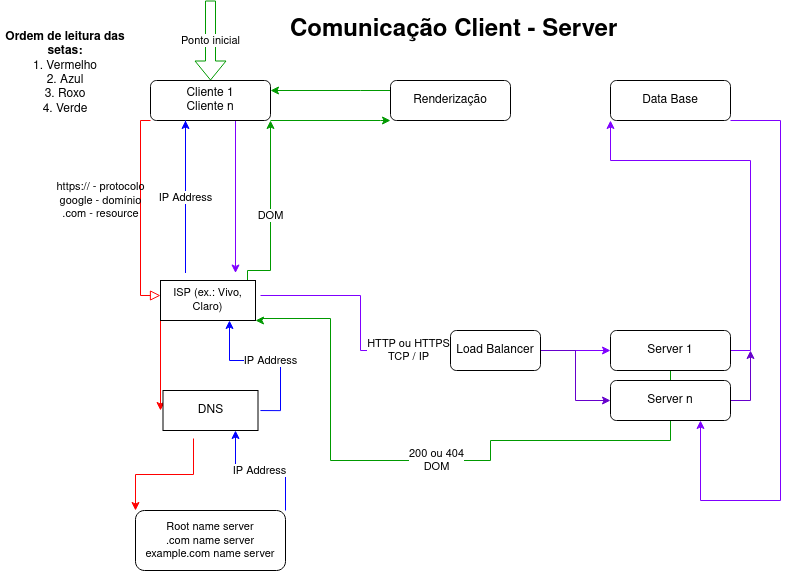 Comunicação Client - Server
Ordem de leitura das
setas:
1. Vermelho
2. Azul
3. Roxo
4. Verde
Ponto inicial
Cliente 1
Cliente n
Renderização
Data Base
https:// - protocolo
google - domínio
.com - resource
IP Address
DOM
ISP (ex.: Vivo,
Claro)
HTTP ou HTTPS
TCP / IP
Load Balancer
Server 1
Server n
IP Address
DNS
200 ou 404
DOM
IP Address
Root name server
.com name server
example.com name server